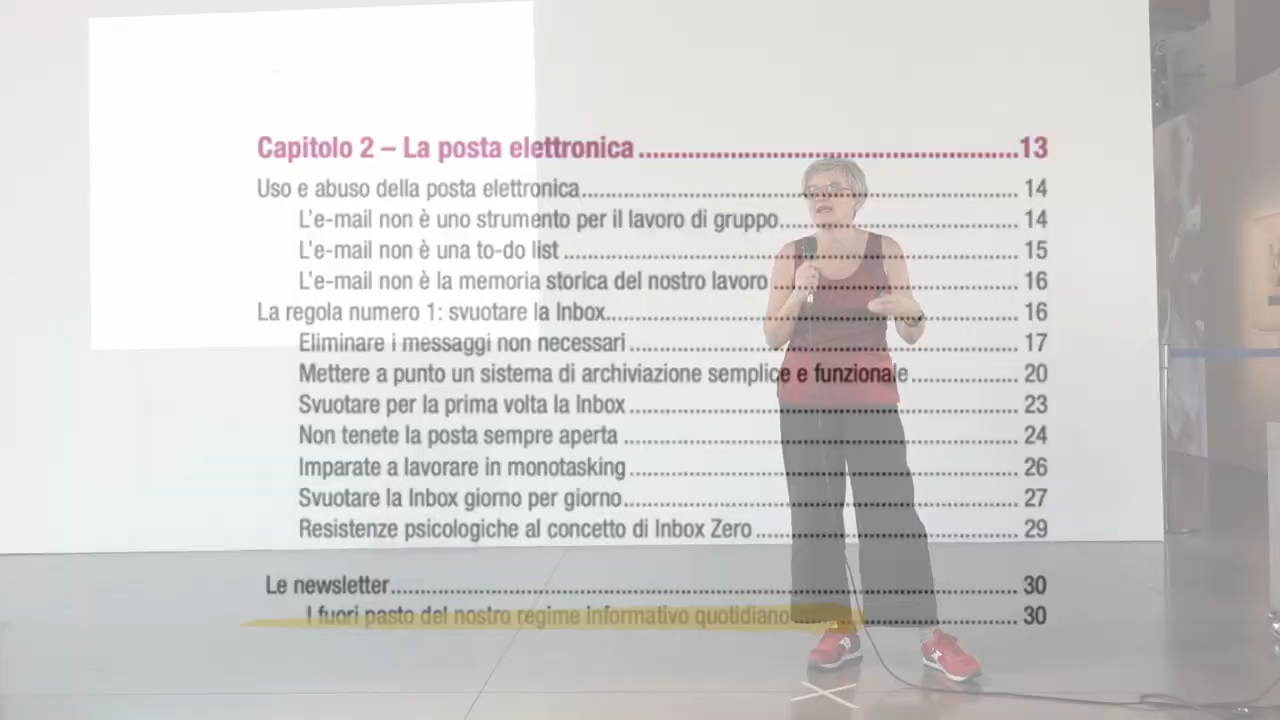 Capitolo 2 – La posta elettronica......................................................13
Uso e abuso della posta elettronica.............................................................. 14
L'e-mail non è uno strumento per il lavoro di gruppo.................................. 14
L'e-mail non è una to-do list ................................................................. 15
L'e-mail non è la memoria storica del nostro lavoro ................................... 16
La regola numero 1: svuotare la Inbox.......................................................... 16
Eliminare i messaggi non necessari ....................................................... 17
Mettere a punto un sistema di archiviazione semplice e funzionale............... 20
Svuotare per la prima volta la Inbox ....................................................... 23
Non tenete la posta sempre aperta ........................................................ 24
Imparate a lavorare in monotasking ....................................................... 26
Svuotare la Inbox giorno per giorno........................................................ 27
Resistenze psicologiche al concetto di Inbox Zero ..................................... 29
Le newsletter......................................................................................... 30
I fuori pasto del nostro regime informativo quotidiano................................ 30